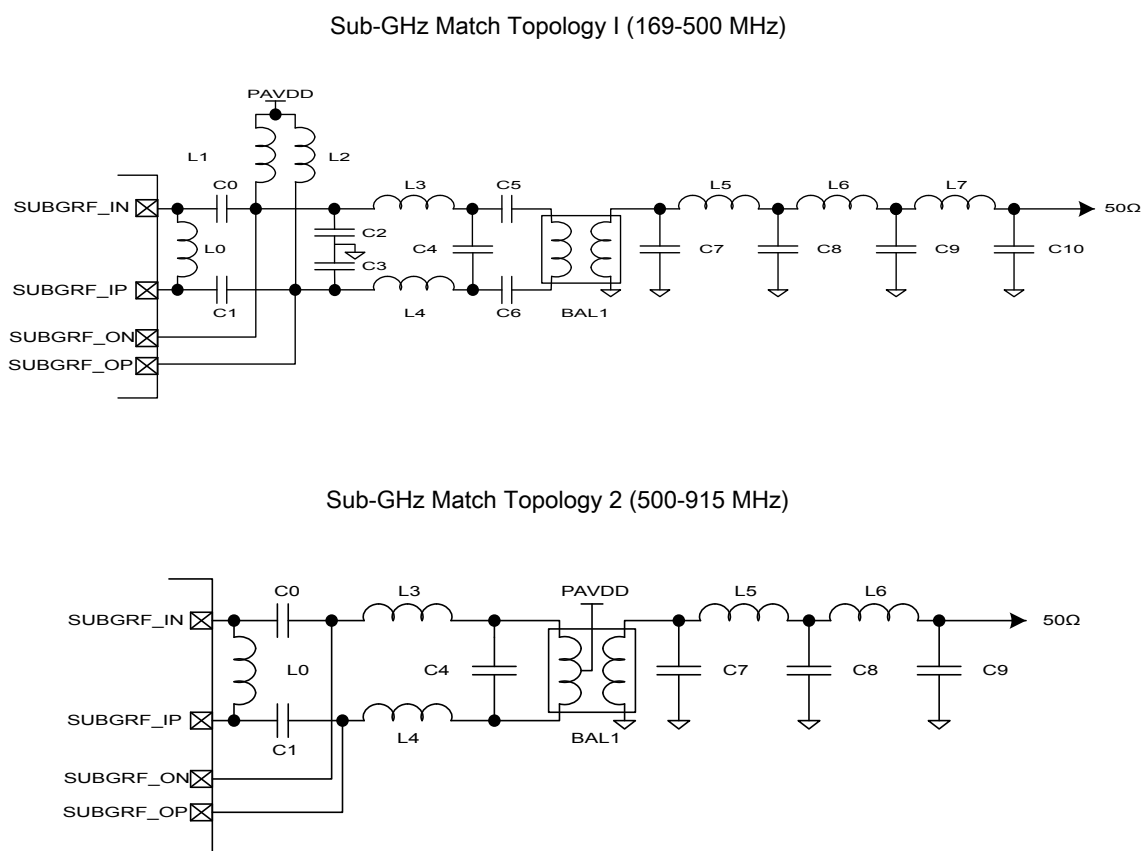 Sub-GHz Match Topology I (169-500 MHz)
PAVDD
L1
L2
C0
L3
C5
L5
L6
L7
SUBGRF_IN
50Ω
L0
C2
C3
C4
C7
C8
C9
C10
SUBGRF_IP
C1
L4
C6
BAL1
SUBGRF_ON
SUBGRF_OP
Sub-GHz Match Topology 2 (500-915 MHz)
C0
L3
PAVDD
L5
L6
SUBGRF_IN
50Ω
L0
C4
C7
C8
C9
SUBGRF_IP
C1
L4
BAL1
SUBGRF_ON
SUBGRF_OP